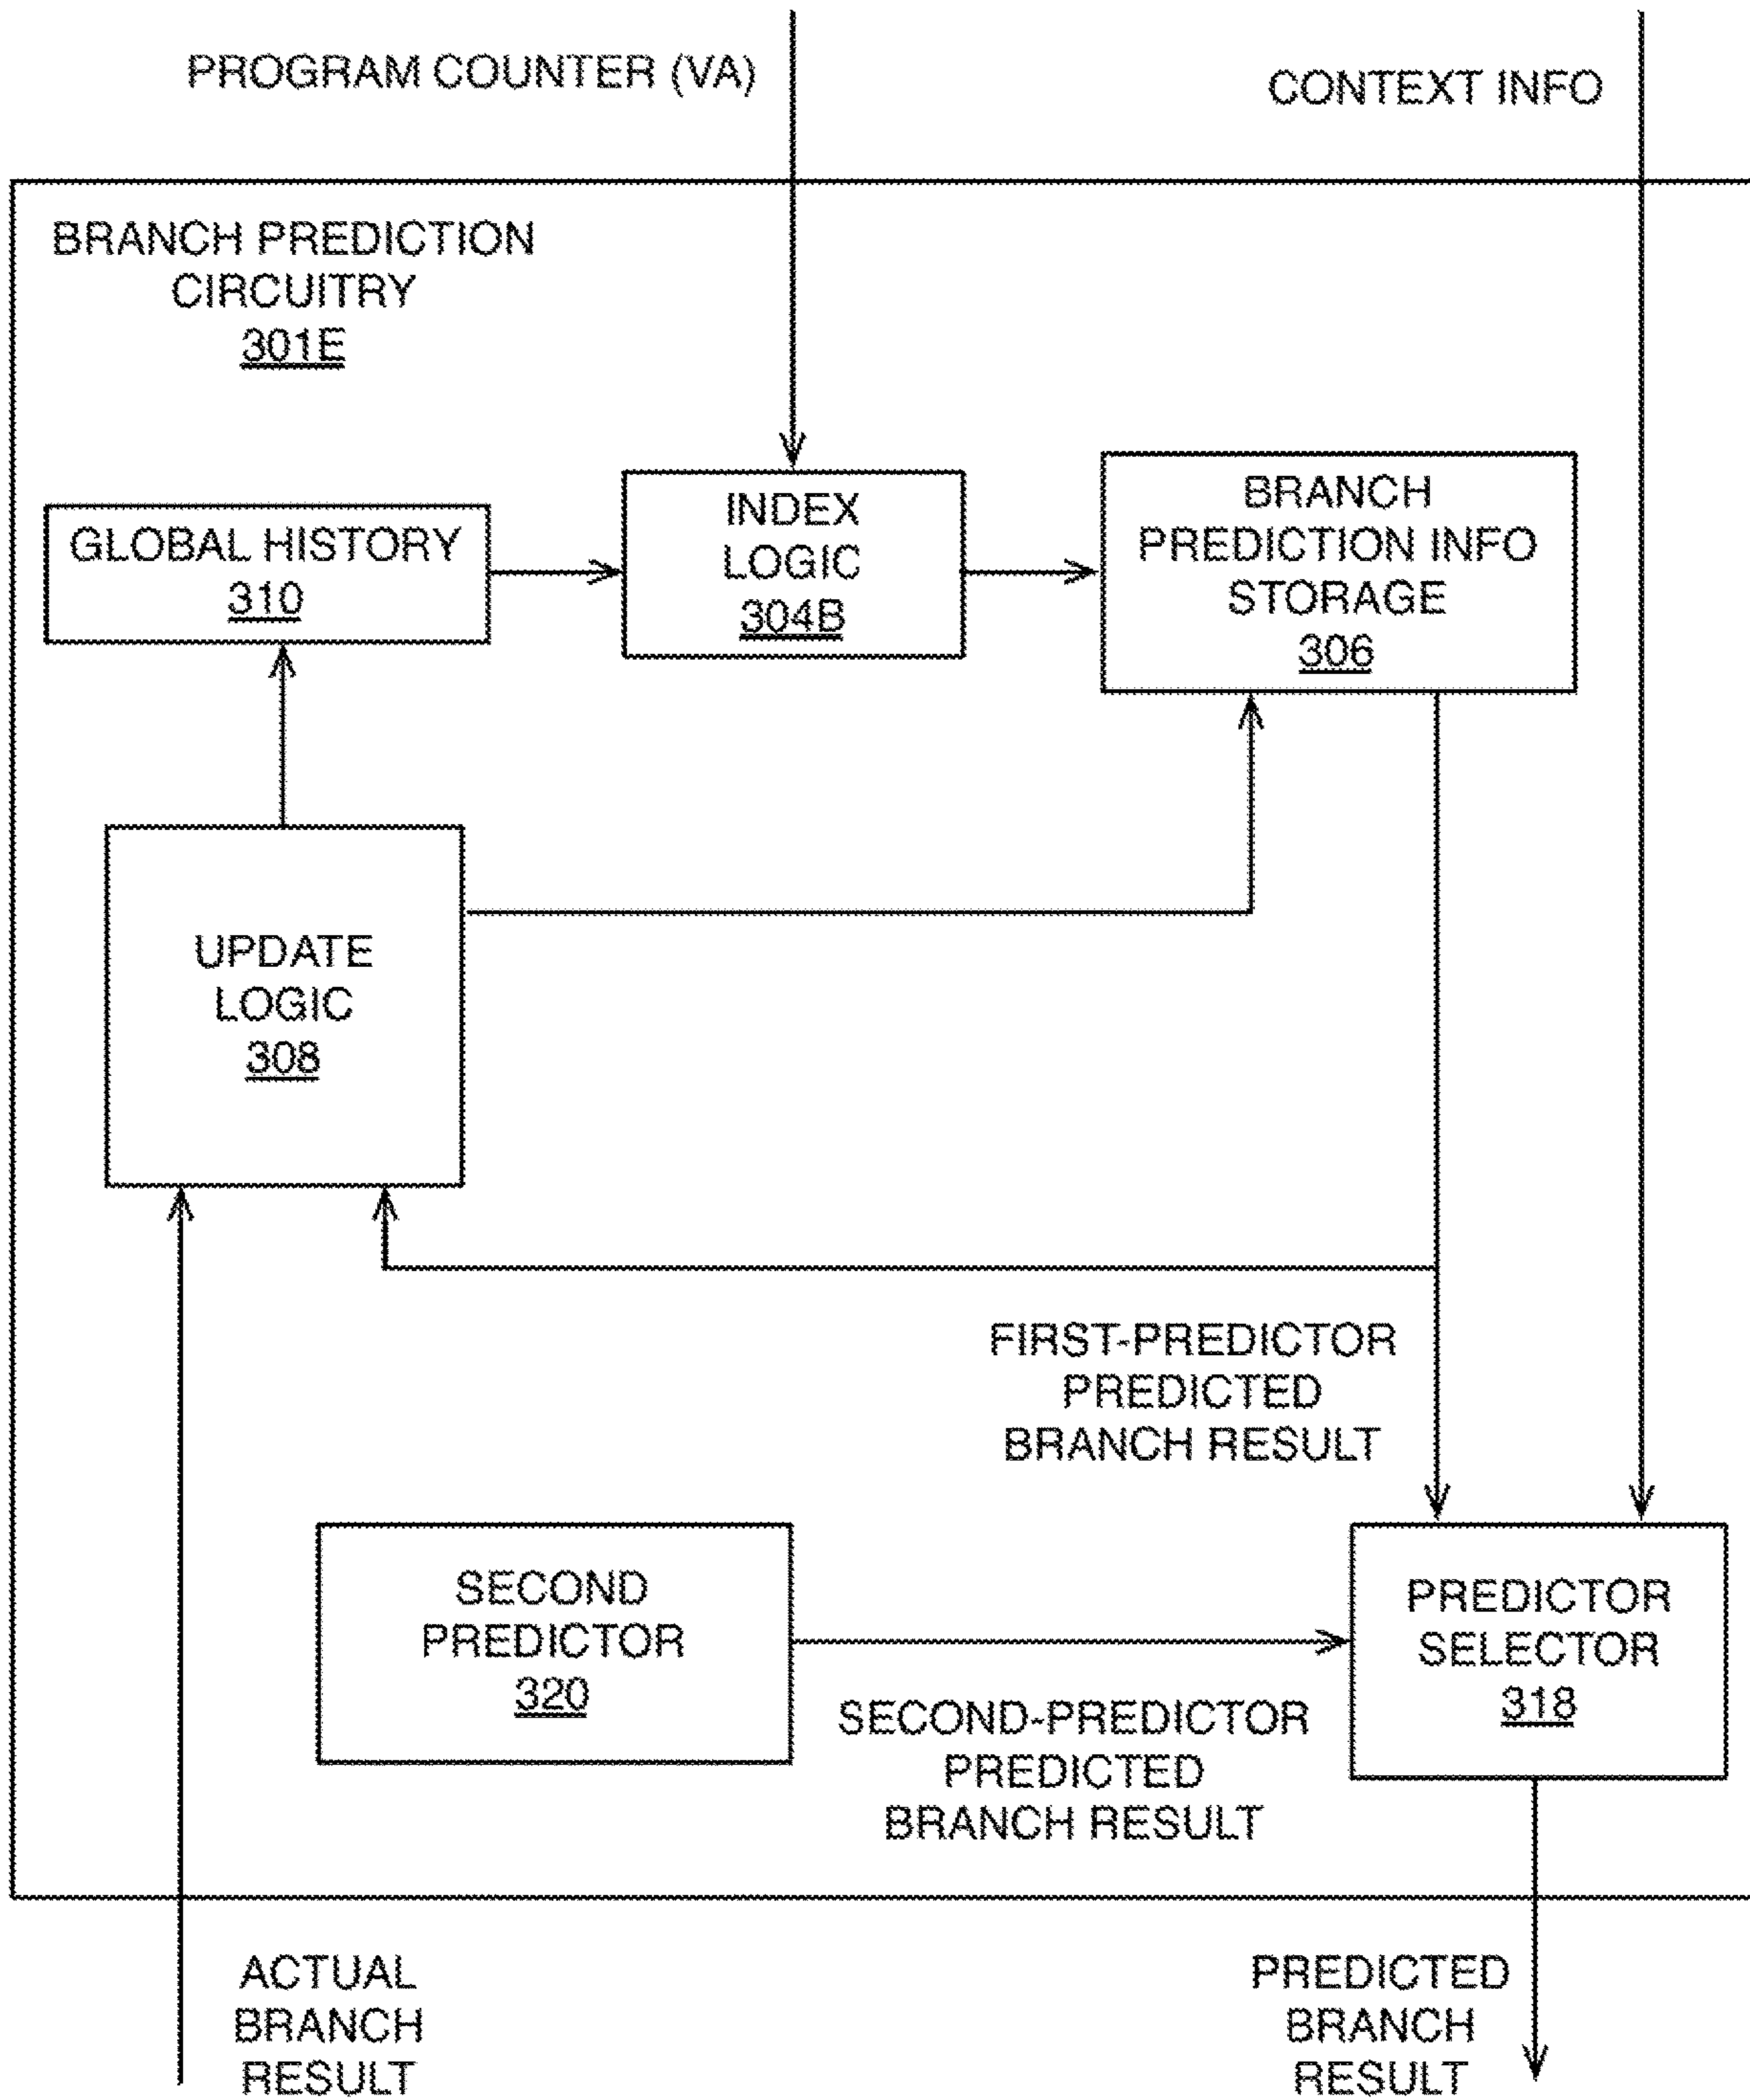 PROGRAM COUNTER (VA)
CONTEXT INFO
BRANCH PREDICTION
CIRCUITRY
301E
GLOBAL HISTORY
310
INDEX
LOGIC
304B
BRANCH
PREDICTION INFO
STORAGE
306
UPDATE
LOGIC
308
FIRST-PREDICTOR
PREDICTED
BRANCH RESULT
SECOND
PREDICTOR
320
SECOND-PREDICTOR
PREDICTED
BRANCH RESULT
PREDICTOR
SELECTOR
318
ACTUAL
BRANCH
RESULT
PREDICTED
BRANCH
RESULT